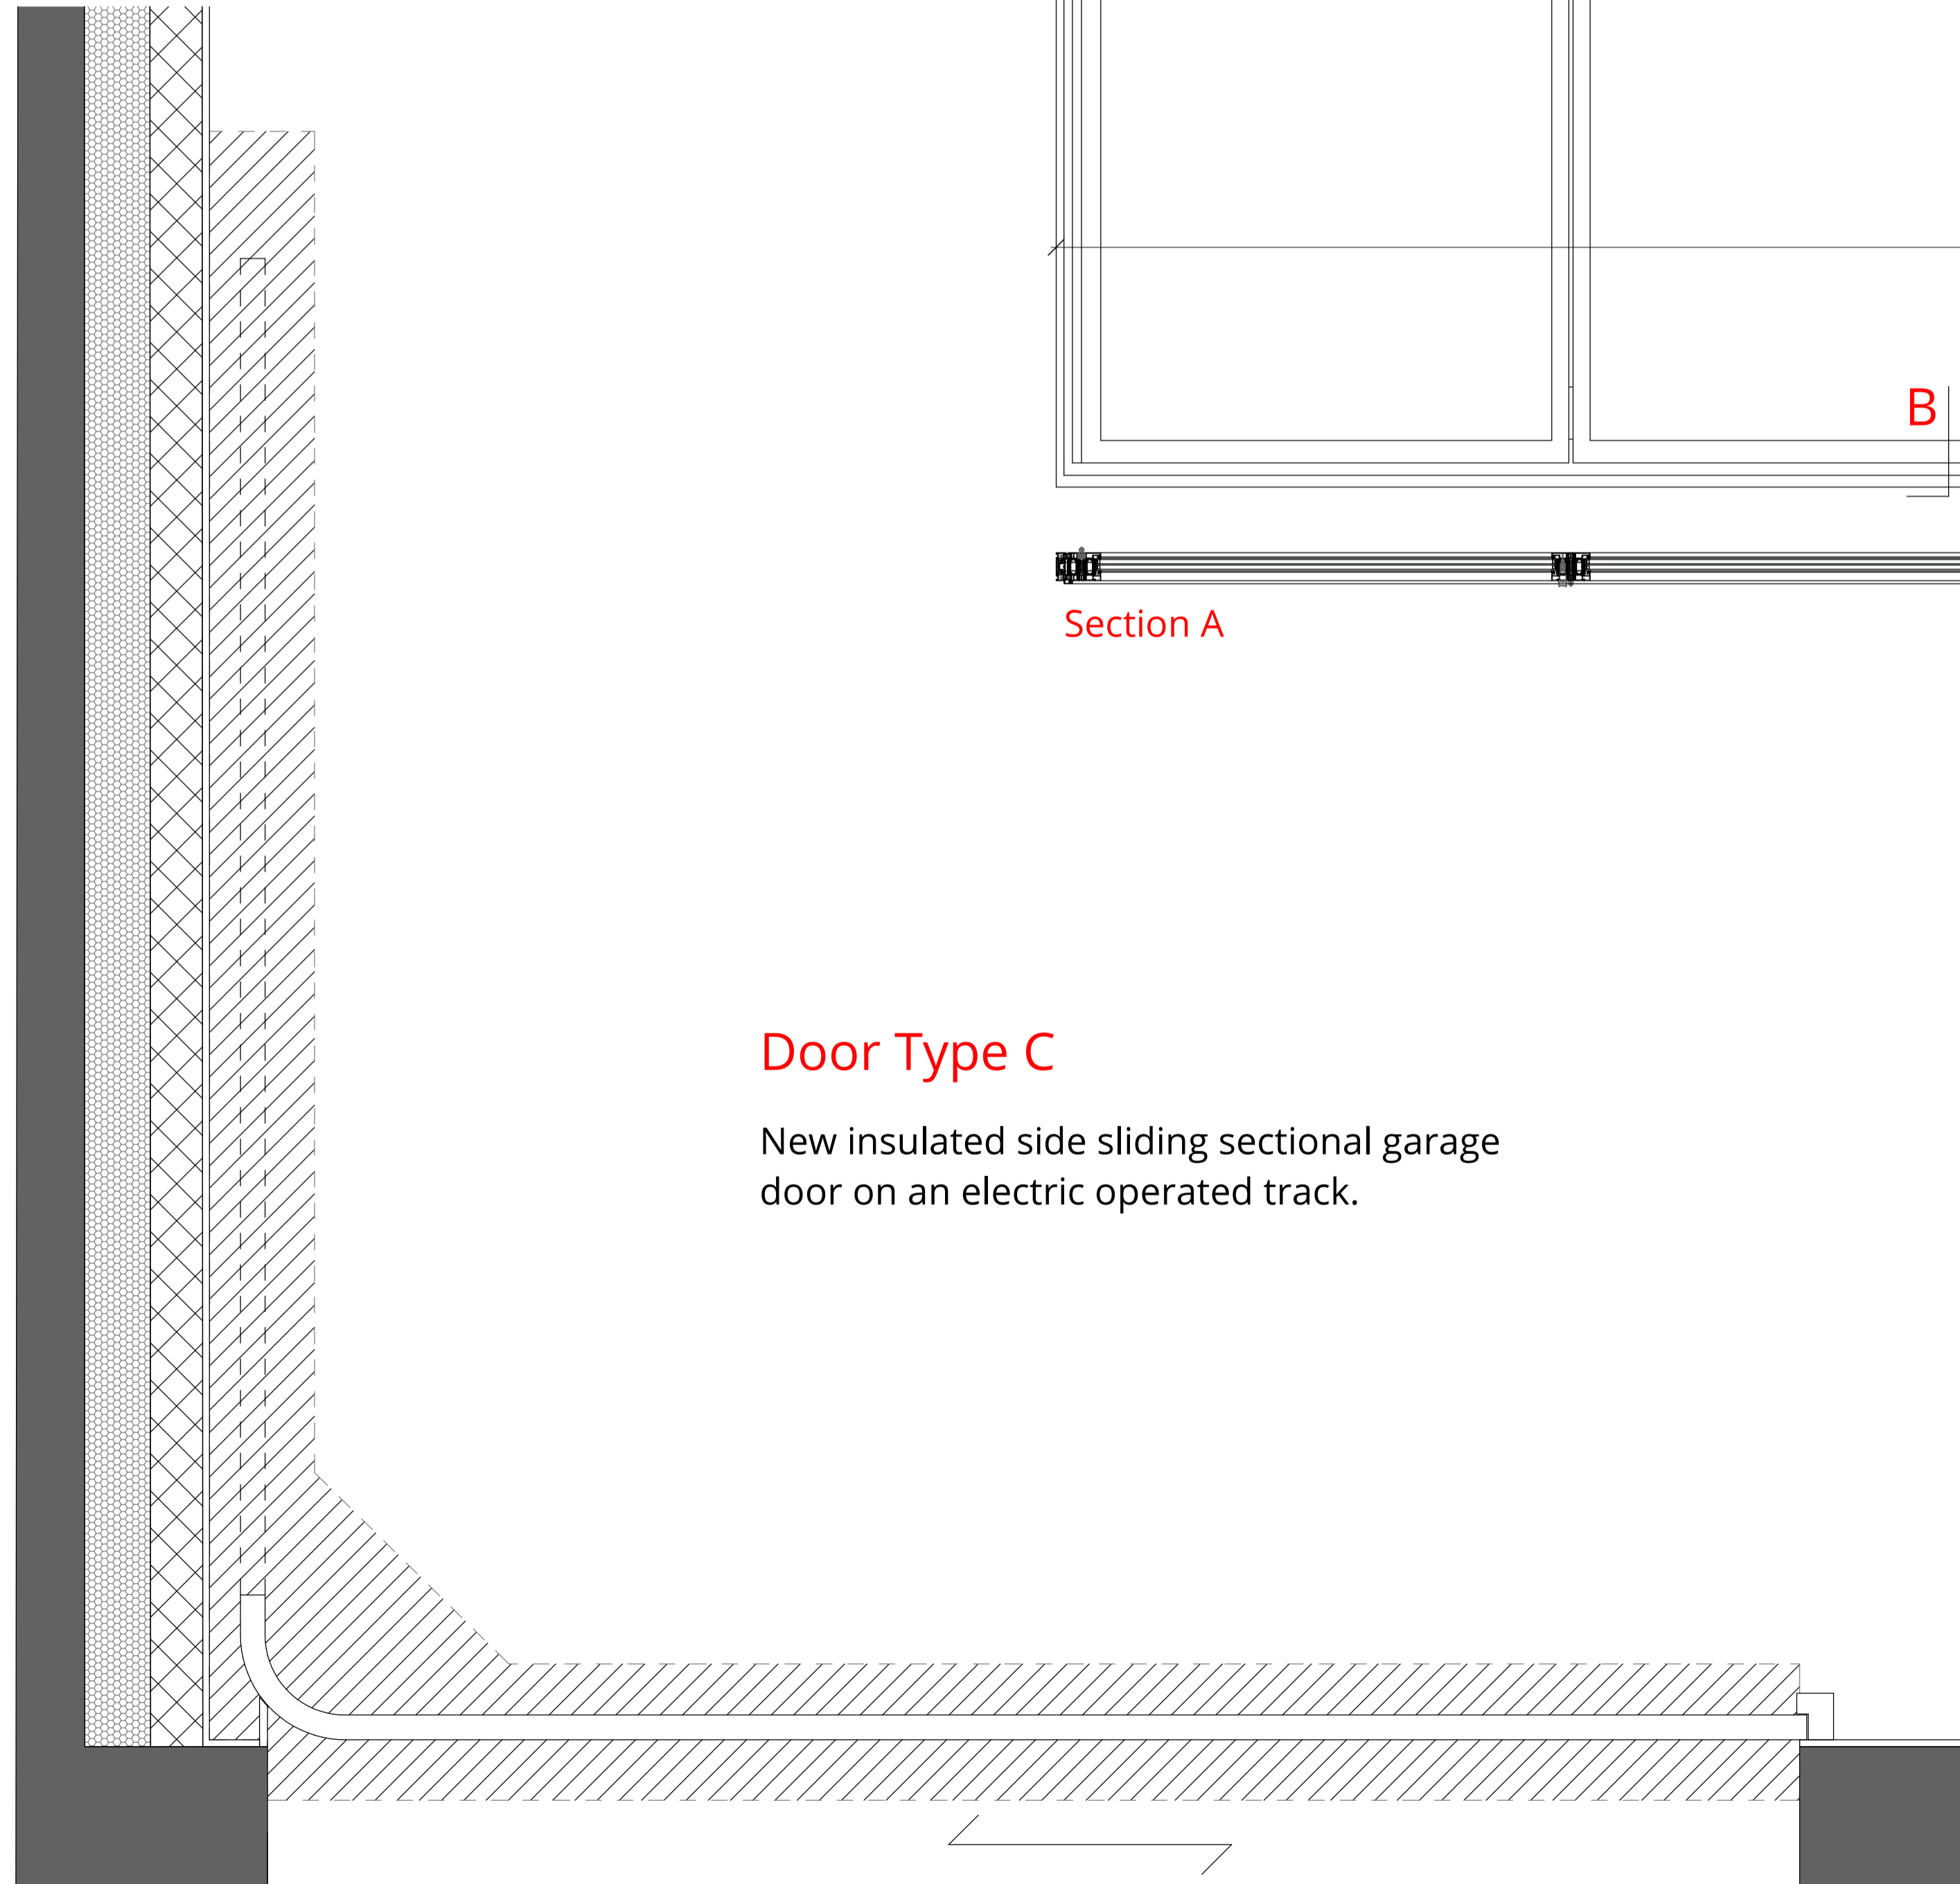 B
Section A
Door Type C
New insulated side sliding sectional garage
door on an electric operated track.